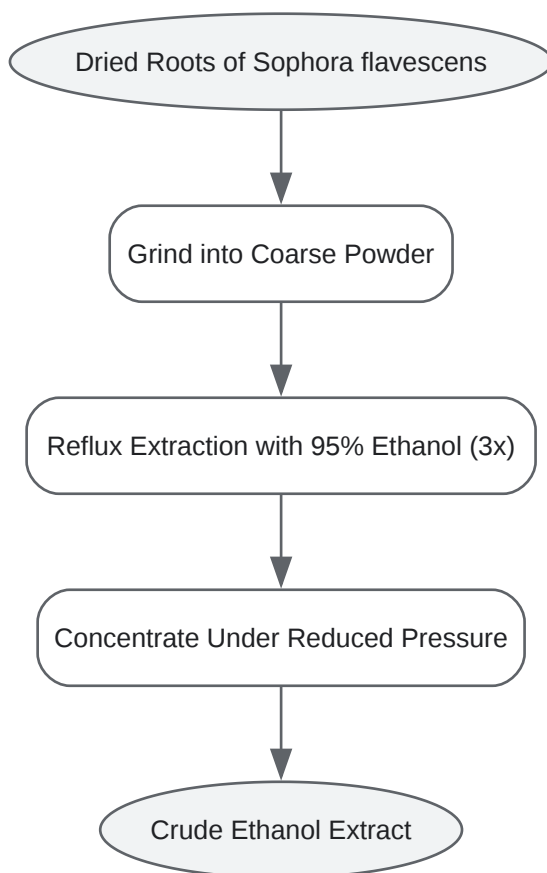 Dried Roots of Sophora flavescens
Grind into Coarse Powder
Reflux Extraction with 95% Ethanol (3x)
Concentrate Under Reduced Pressure
Crude Ethanol Extract